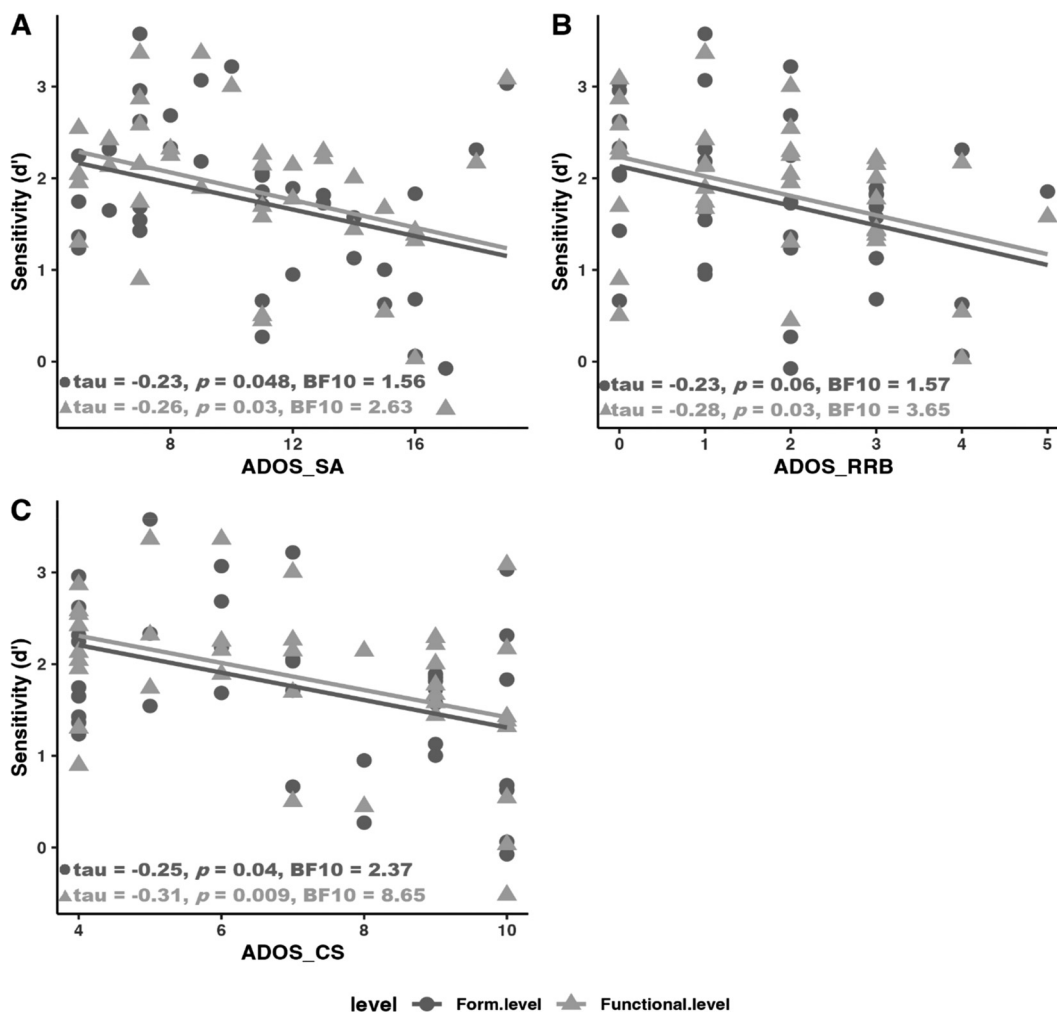 A
Sensitivity (d')
3
2
1
0
tau = -0.23, p = 0.048, BF10 = 1.56
tau = -0.26, p = 0.03, BF10 = 2.63
8 12 16
ADOS_SA
B
Sensitivity (d')
3
2
1
0
tau = -0.23, p = 0.06, BF10 = 1.57
tau = -0.28, p = 0.03, BF10 = 3.65
0 1 2 3 4 5
ADOS_RRB
C
Sensitivity (d')
3
2
1
0
tau = -0.25, p = 0.04, BF10 = 2.37
tau = -0.31, p = 0.009, BF10 = 8.65
4 6 8 10
ADOS_CS
level Form.level Functional.level